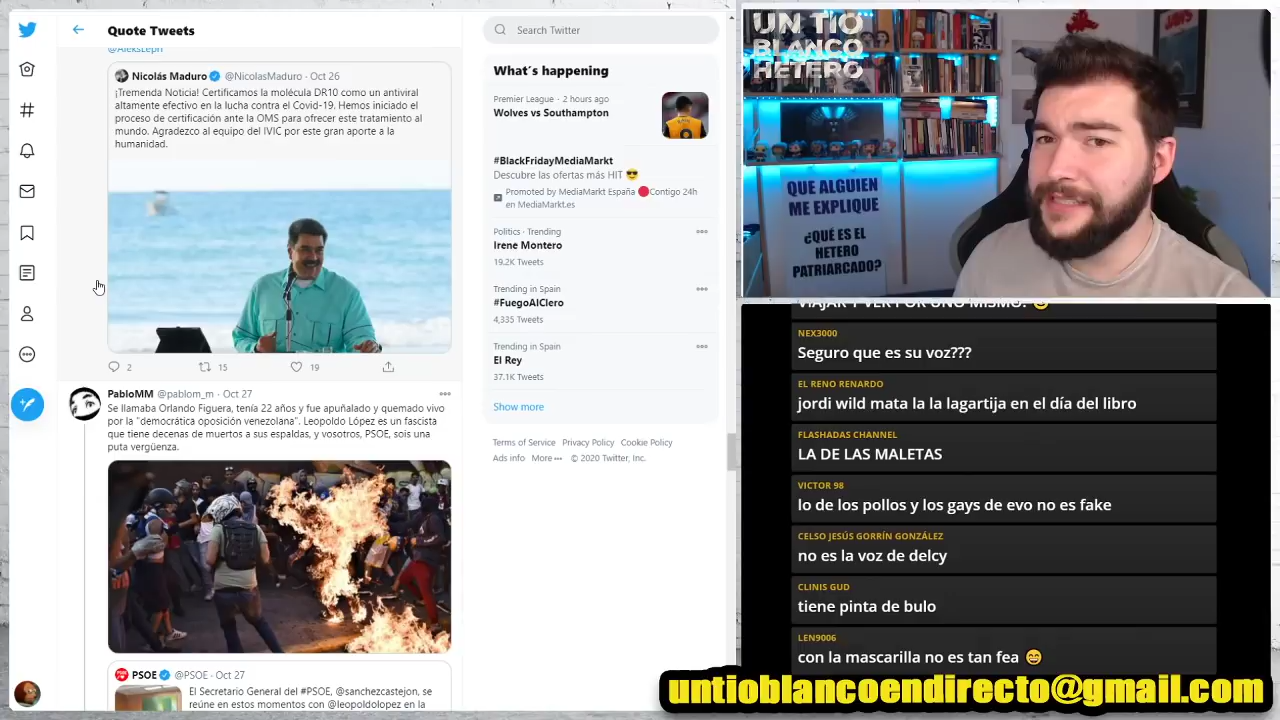 Quote Tweets
@AleksLeph
Nicolás Maduro @NicolasMaduro · Oct 26
¡Tremenda Noticia! Certificamos la molécula DR10 como un antiviral
altamente efectivo en la lucha contra el Covid-19. Hemos iniciado el
proceso de certificación ante la OMS para ofrecer este tratamiento al
mundo. Agradezco al equipo del IVIC por este gran aporte a la
humanidad.
2 15 19
PabloMM @pablom_m · Oct 27
Se llamaba Orlando Figuera, tenía 22 años y fue apuñalado y quemado vivo
por la "democrática oposición venezolana". Leopoldo López es un fascista
que tiene decenas de muertos a sus espaldas, y vosotros, PSOE, sois una
puta vergüenza.
PSOE @PSOE · Oct 27
El Secretario General del #PSOE, @sanchezcastejon, se
reúne en estos momentos con @leopoldolopez en la
Search Twitter
What's happening
Premier League · 2 hours ago
Wolves vs Southampton
#BlackFridayMediaMarkt
Descubre las ofertas más HIT 😎
Promoted by MediaMarkt España 🔴Contigo 24h
en MediaMarkt.es
Politics · Trending
Irene Montero
19.2K Tweets
Trending in Spain
#FuegoAlClero
4,335 Tweets
Trending in Spain
El Rey
37.1K Tweets
Show more
Terms of Service Privacy Policy Cookie Policy
Ads info More ••• © 2020 Twitter, Inc.
UN TIO
BLANCO
HETERO
JAWS
QUE ALGUIEN
ME EXPLIQUE
¿QUÉ ES EL
HETERO
PATRIARCADO?
VIAJAR Y VER POR UNO MISMO!
NEX3000
Seguro que es su voz???
EL RENO RENARDO
jordi wild mata la la lagartija en el día del libro
FLASHADAS CHANNEL
LA DE LAS MALETAS
VICTOR 98
lo de los pollos y los gays de evo no es fake
CELSO JESÚS GORRÍN GONZÁLEZ
no es la voz de delcy
CLINIS GUD
tiene pinta de bulo
LEN9006
con la mascarilla no es tan fea 😄
untioblancoendirecto@gmail.com